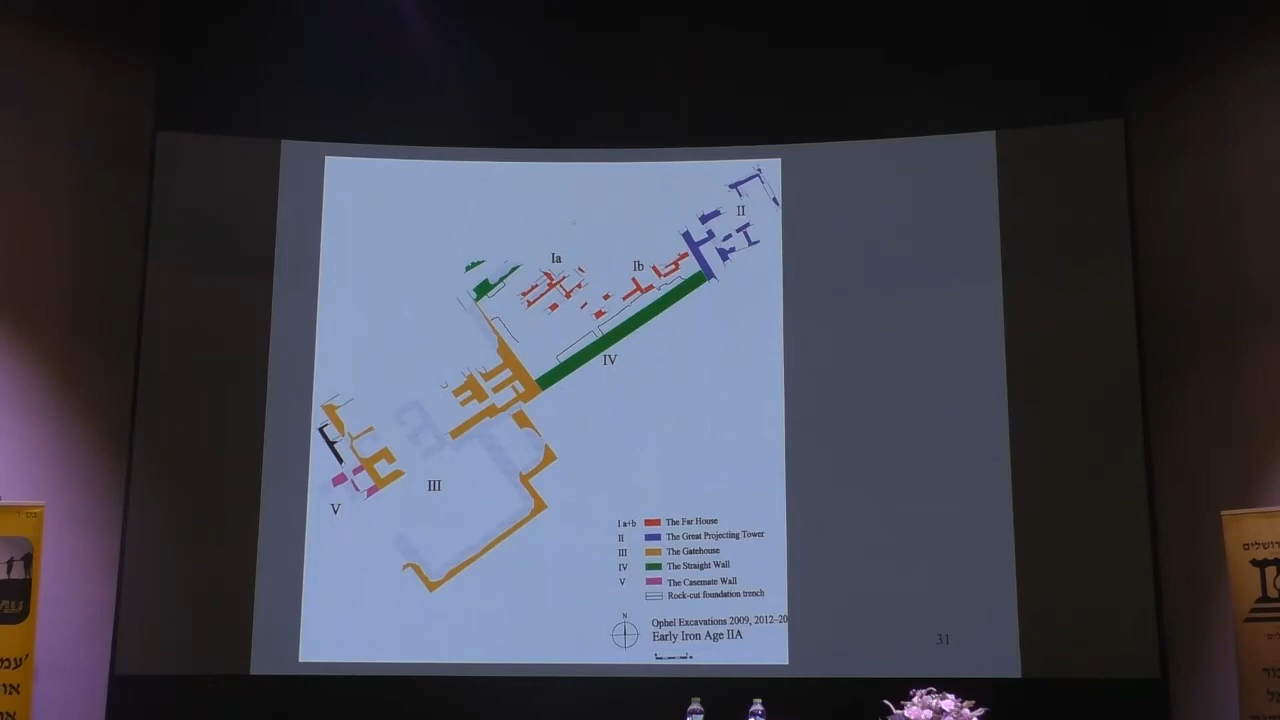 II
Ia
Ib
IV
III
V
I a+b The Far House
II The Great Projecting Tower
III The Gatehouse
IV The Straight Wall
V The Casemate Wall
Rock-cut foundation trench
N
Ophel Excavations 2009, 2012–20
Early Iron Age IIA
31